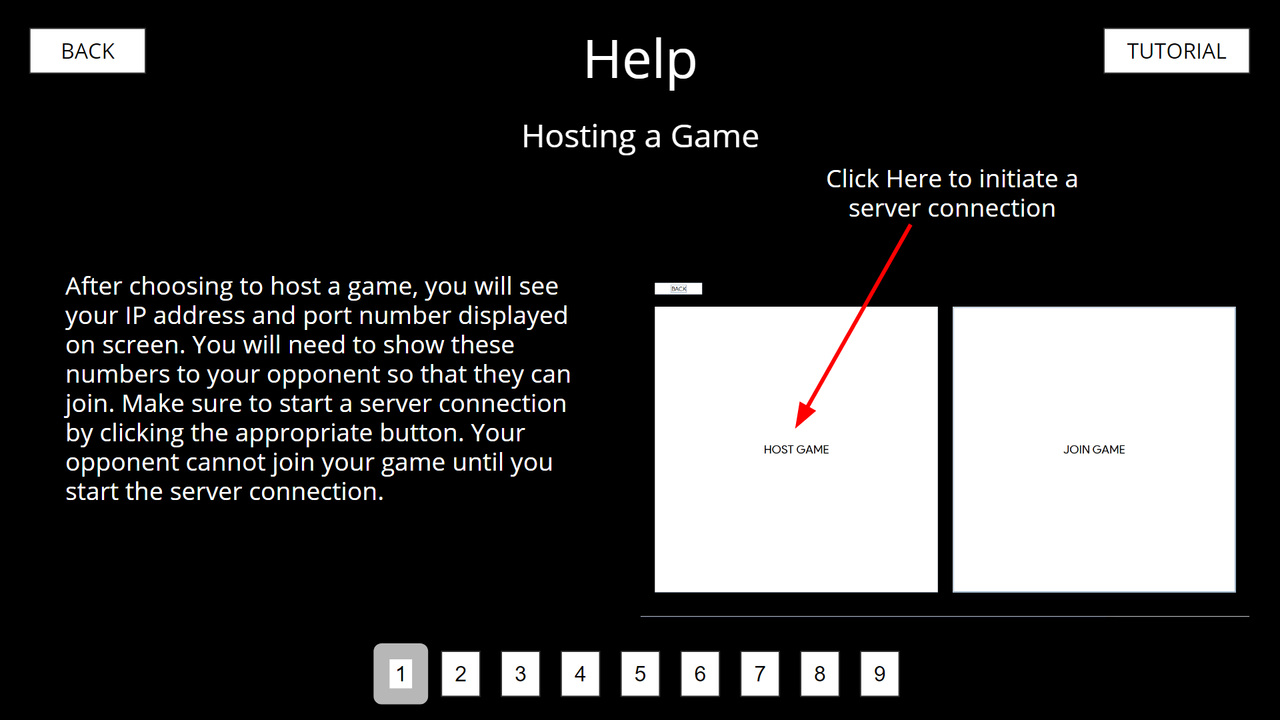 BACK
Help
TUTORIAL
Hosting a Game
Click Here to initiate a
server connection
After choosing to host a game, you will see
your IP address and port number displayed
on screen. You will need to show these
numbers to your opponent so that they can
join. Make sure to start a server connection
by clicking the appropriate button. Your
opponent cannot join your game until you
start the server connection.
BACK
HOST GAME
JOIN GAME
1 2 3 4 5 6 7 8 9